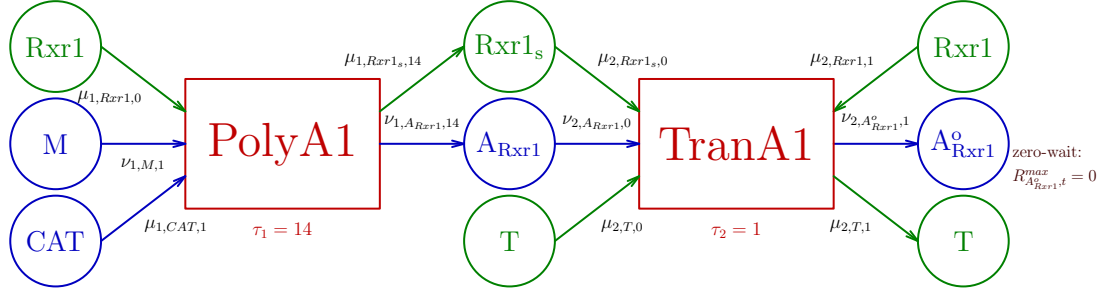 Rxr1
μ1,Rxr1,0
M
ν1,M,1
CAT
μ1,CAT,1
PolyA1
τ1 = 14
μ1,Rxr1s,14
ν1,ARxr1,14
Rxr1s
ARxr1
T
μ2,Rxr1s,0
ν2,ARxr1,0
μ2,T,0
TranA1
τ2 = 1
μ2,Rxr1,1
ν2,AoRxr1,1
μ2,T,1
Rxr1
AoRxr1
T
zero-wait:
RmaxAoRxr1,t = 0